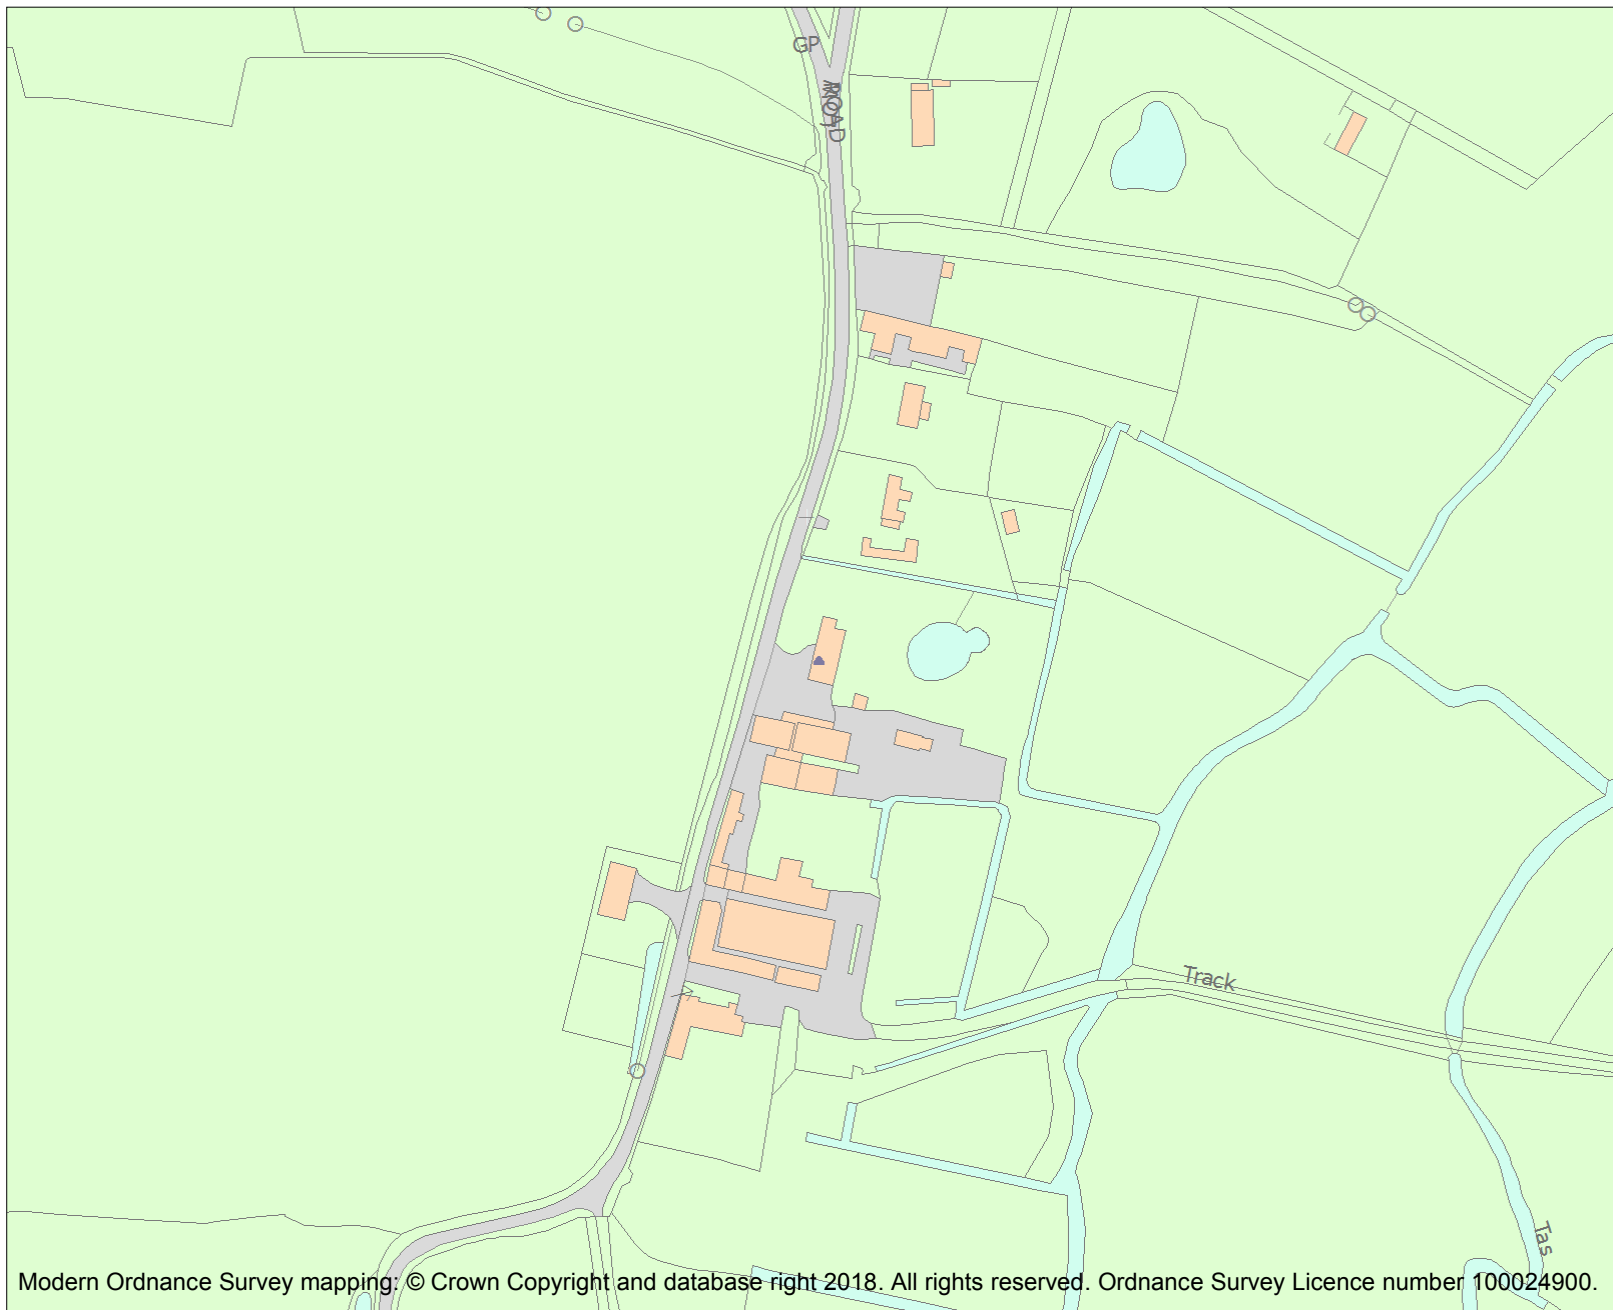 GP
ROAD
Track
Tas
Modern Ordnance Survey mapping: © Crown Copyright and database right 2018. All rights reserved. Ordnance Survey Licence number 100024900.